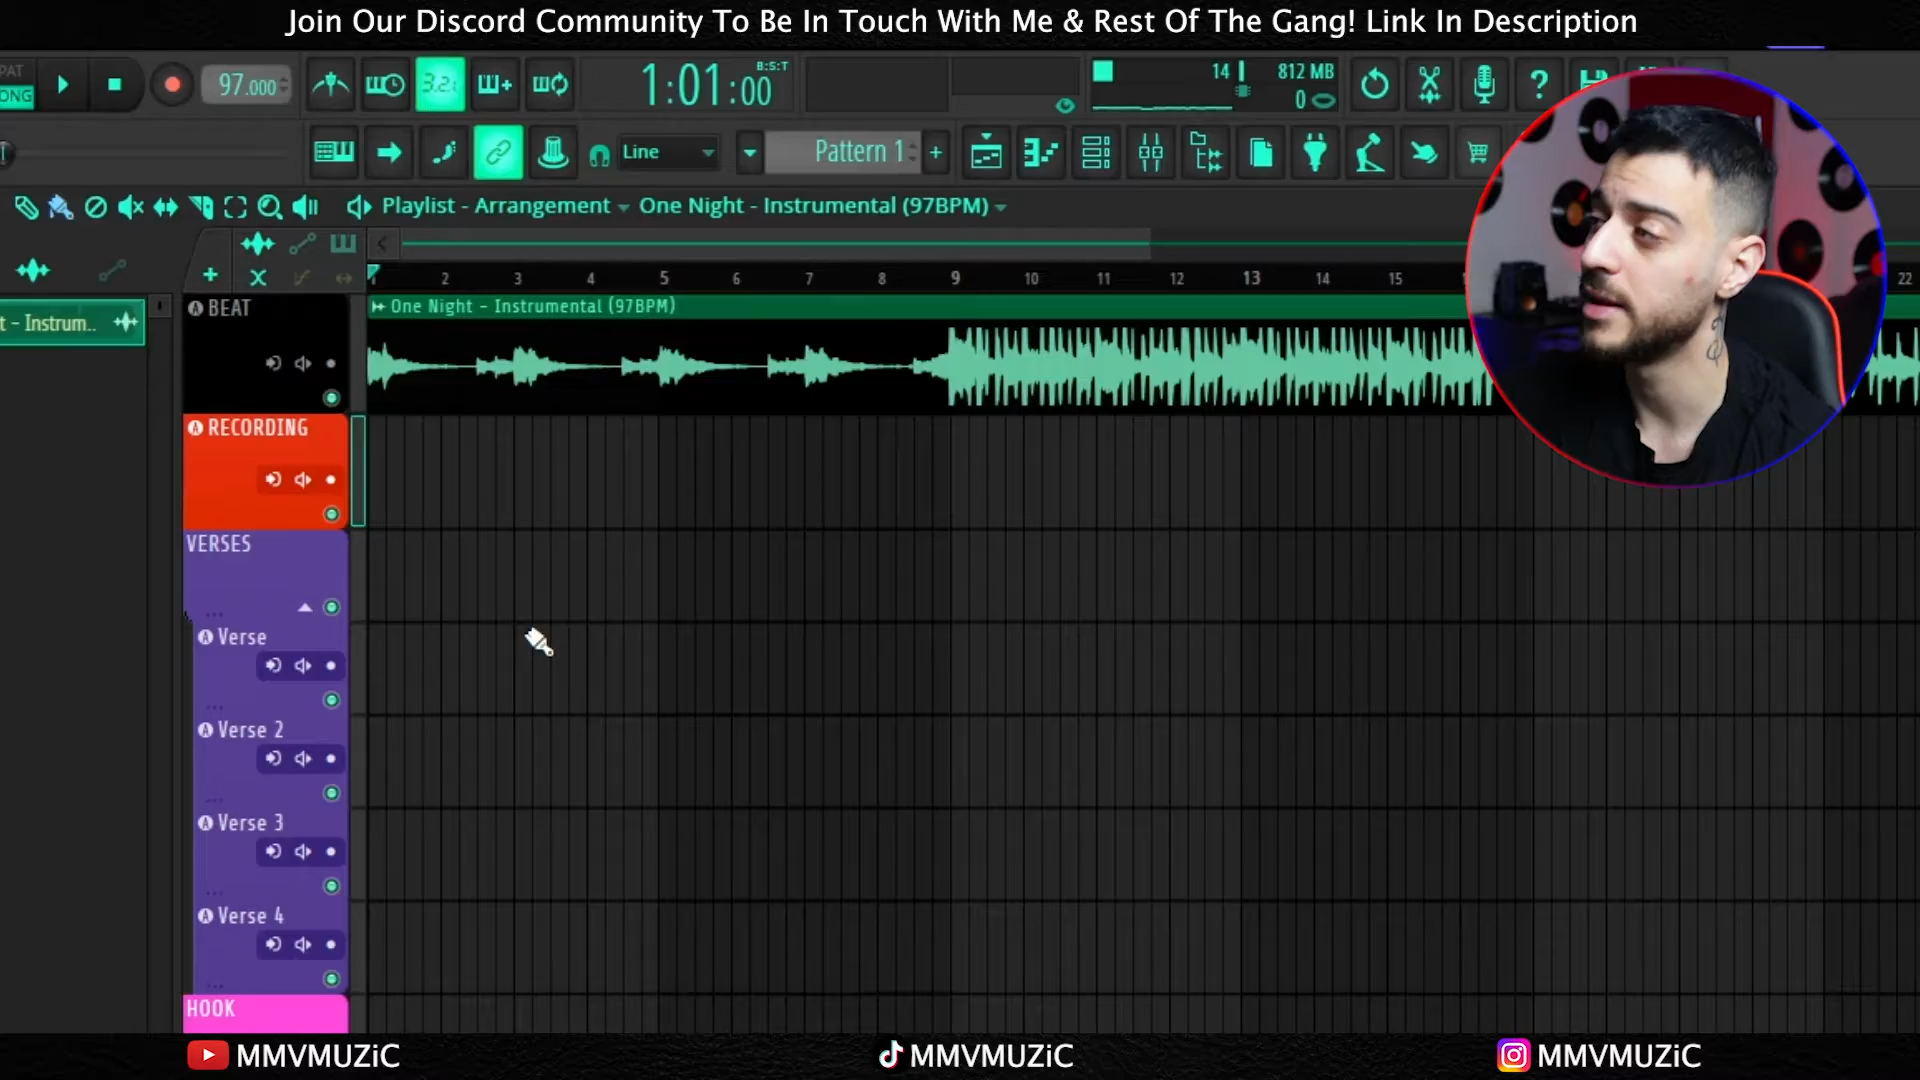 Join Our Discord Community To Be In Touch With Me & Rest Of The Gang! Link In Description
PAT
SONG
97.000
3.2.
1:01:00
B:S:T
14
812 MB
0
?
Line
Pattern 1
+
Playlist - Arrangement
One Night - Instrumental (97BPM)
2 3 4 5 6 7 8 9 10 11 12 13 14 15 22
t - Instrum..
BEAT
One Night - Instrumental (97BPM)
RECORDING
VERSES
Verse
Verse 2
Verse 3
Verse 4
HOOK
MMVMUZiC
MMVMUZiC
MMVMUZiC